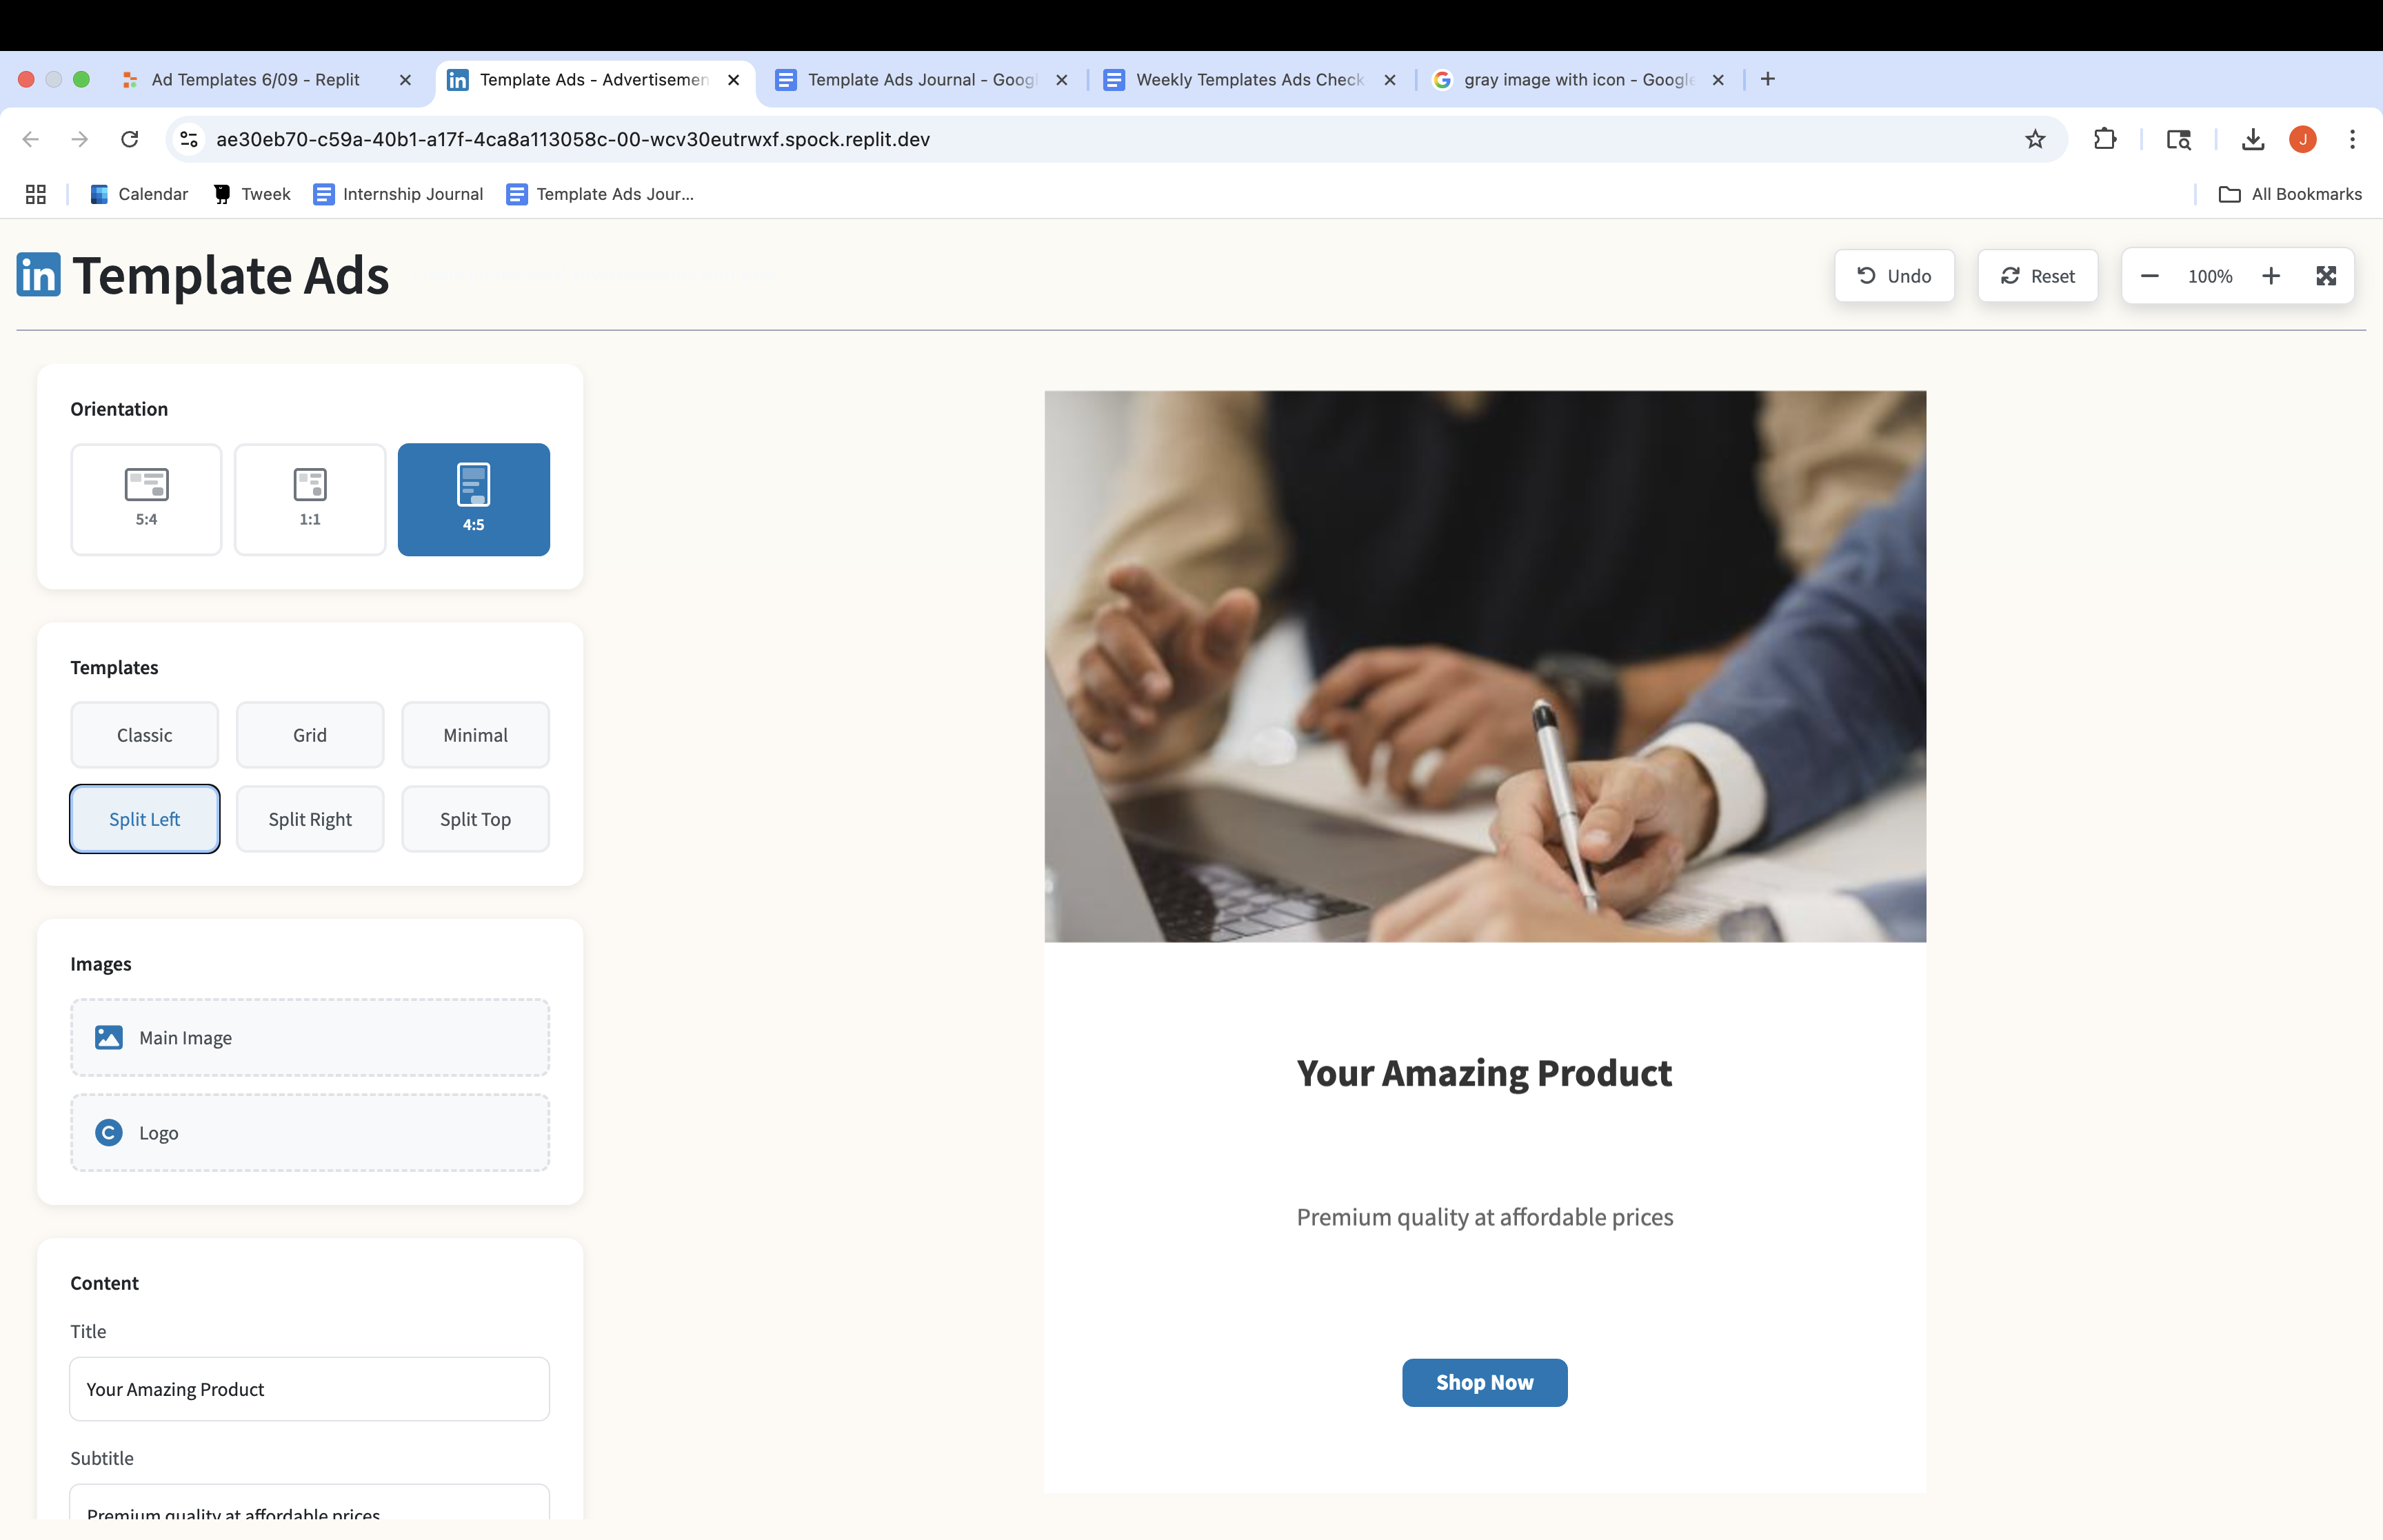 Ad Templates 6/09 - Replit
Template Ads - Advertisemen
Template Ads Journal - Googl
Weekly Templates Ads Check
gray image with icon - Google
ae30eb70-c59a-40b1-a17f-4ca8a113058c-00-wcv30eutrwxf.spock.replit.dev
J
Calendar
Tweek
Internship Journal
Template Ads Jour...
All Bookmarks
in Template Ads
Undo
Reset
100%
Orientation
5:4
1:1
4:5
Templates
Classic
Grid
Minimal
Split Left
Split Right
Split Top
Images
Main Image
C Logo
Content
Title
Your Amazing Product
Subtitle
Premium quality at affordable prices
Your Amazing Product
Premium quality at affordable prices
Shop Now